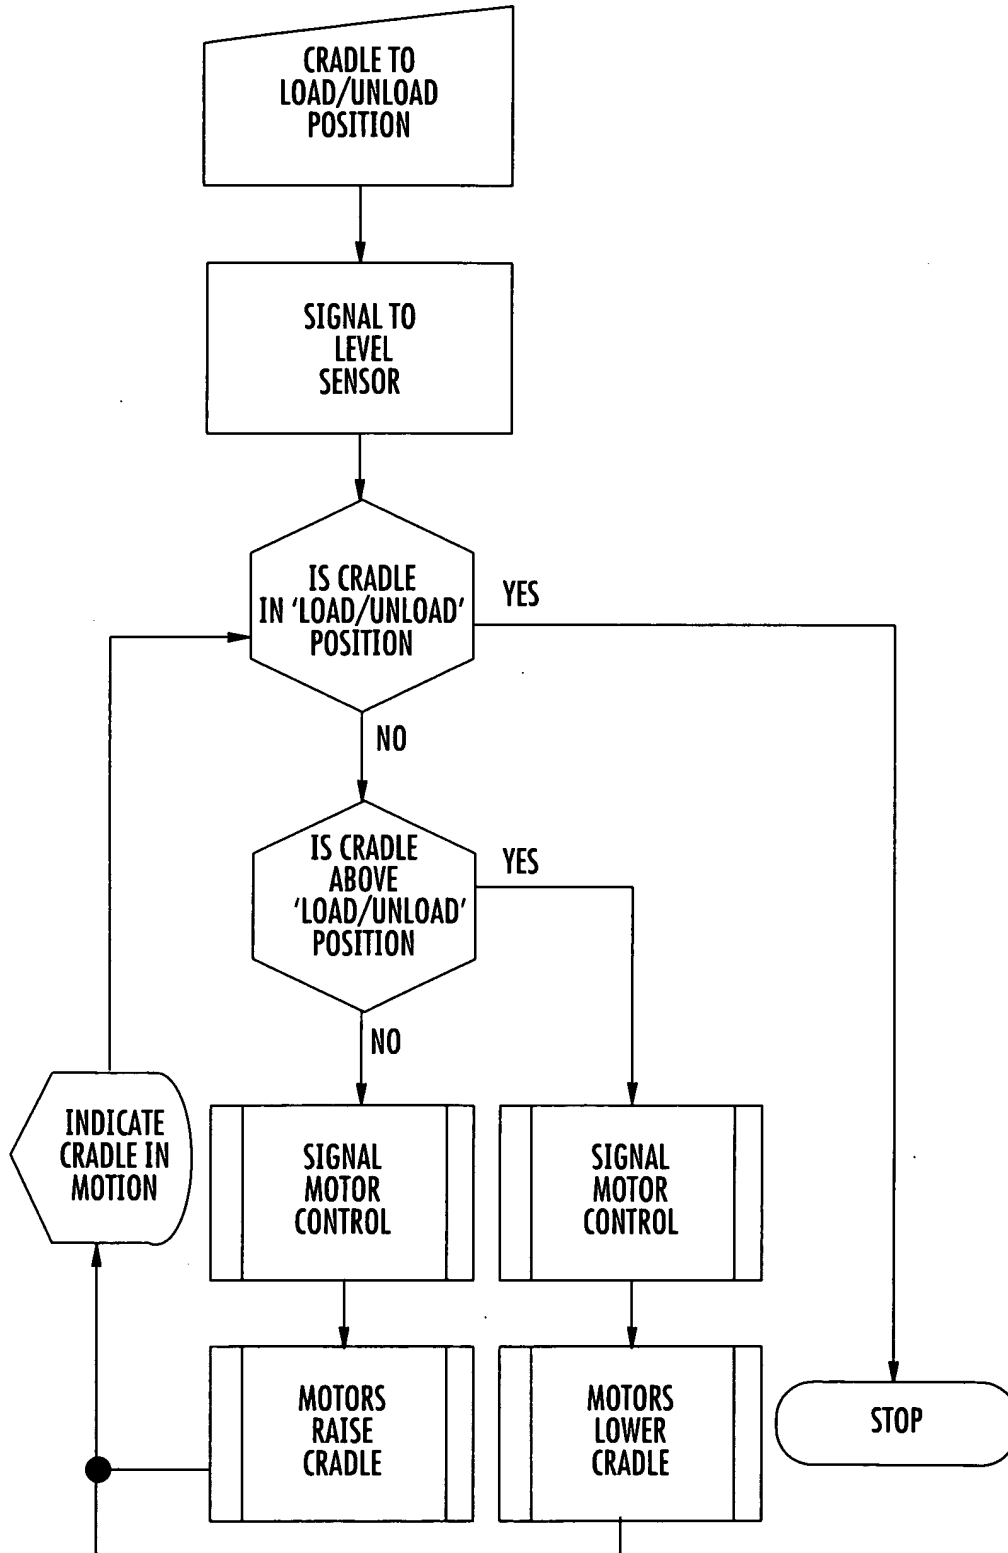 CRADLE TO
LOAD/UNLOAD
POSITION
SIGNAL TO
LEVEL
SENSOR
IS CRADLE
IN 'LOAD/UNLOAD'
POSITION
YES
NO
IS CRADLE
ABOVE
'LOAD/UNLOAD'
POSITION
YES
NO
INDICATE
CRADLE IN
MOTION
SIGNAL
MOTOR
CONTROL
SIGNAL
MOTOR
CONTROL
MOTORS
RAISE
CRADLE
MOTORS
LOWER
CRADLE
STOP